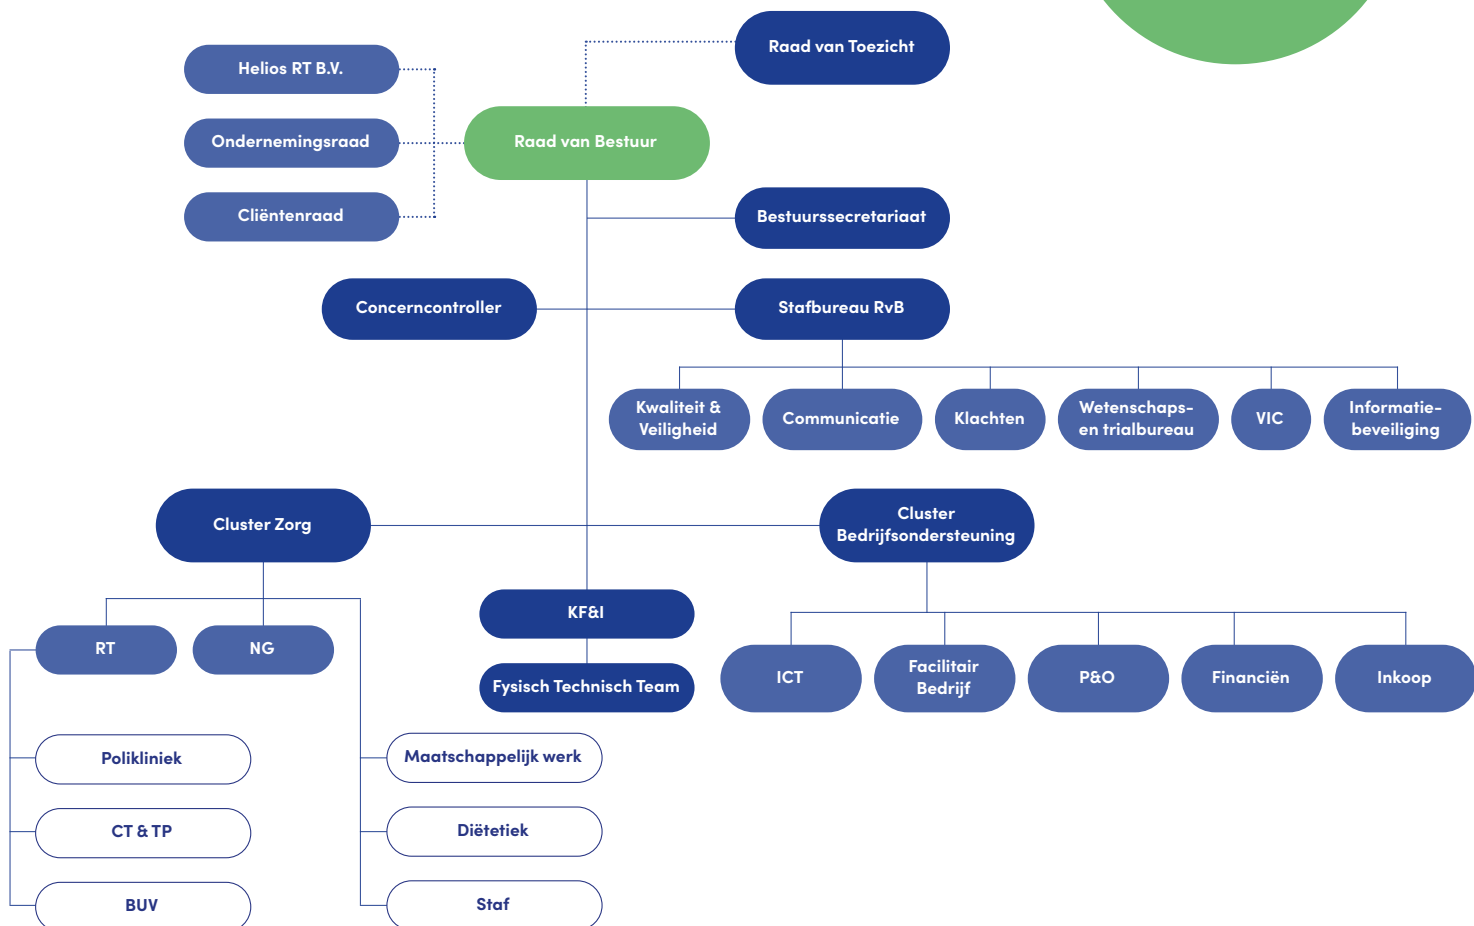 Raad van Toezicht
Helios RT B.V.
Ondernemingsraad
Raad van Bestuur
Cliëntenraad
Bestuurssecretariaat
Concerncontroller
Stafbureau RvB
Kwaliteit &
Veiligheid
Communicatie
Klachten
Wetenschaps-
en trialbureau
VIC
Informatie-
beveiliging
Cluster Zorg
Cluster
Bedrijfsondersteuning
KF&I
Fysisch Technisch Team
RT
NG
ICT
Facilitair
Bedrijf
P&O
Financiën
Inkoop
Polikliniek
CT & TP
BUV
Maatschappelijk werk
Diëtetiek
Staf